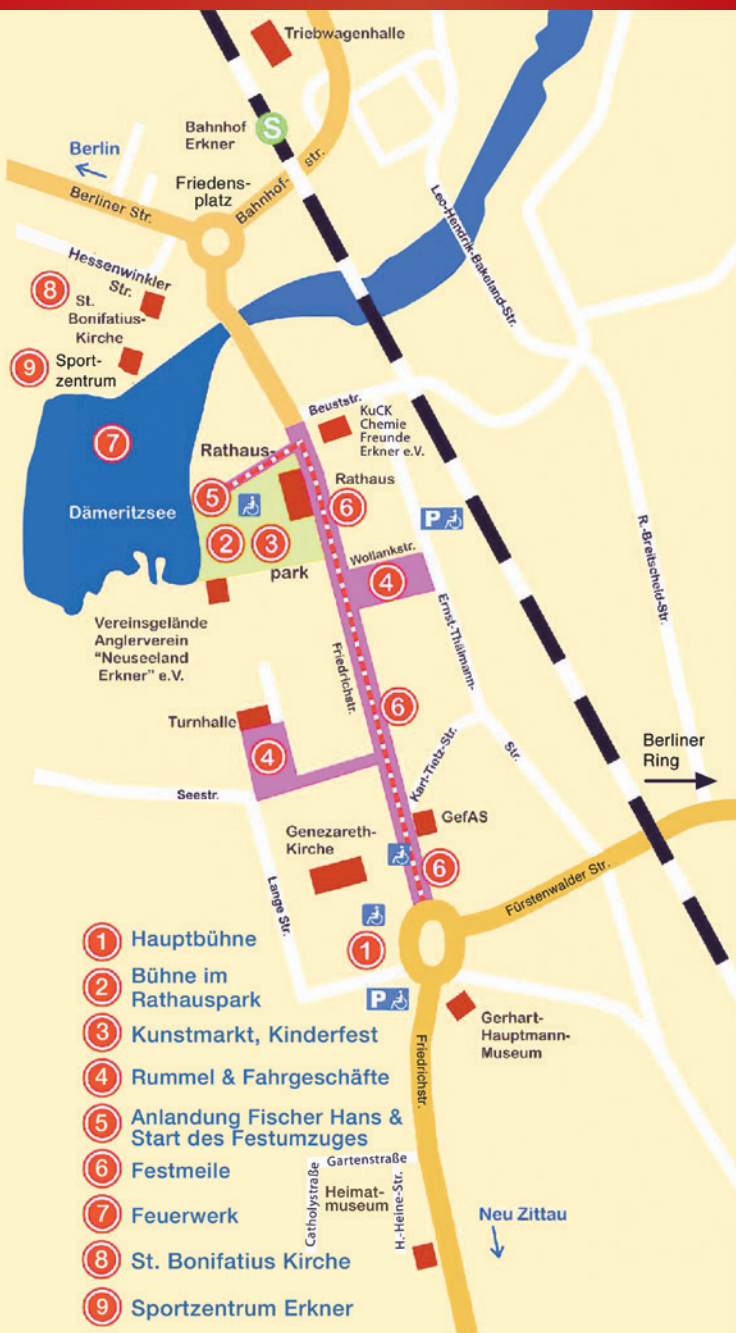 Triebwagenhalle
Bahnhof
Erkner
S
Berlin
Friedens-
platz
Bahnhof-
str.
Berliner Str.
Hessenwinkler
Str.
8
St.
Bonifatius-
Kirche
9
Sport-
zentrum
Leo-Hendrik-Bakeland-Str.
7
Dämeritzsee
Beuststr.
KuCK
Chemie
Freunde
Erkner e.V.
Rathaus-
Rathaus
5
6
2
3
park
P
Wollankstr.
4
R.-Breitscheid-Str.
Vereinsgelände
Anglerverein
"Neuseeland
Erkner" e.V.
Friedrichstr.
Ernst-Thälmann-
Str.
6
Turnhalle
4
Karl-Tietz-Str.
Berliner
Ring
Seestr.
GefAS
Genezareth-
Kirche
6
Lange Str.
Fürstenwalder Str.
1
P
Gerhart-
Hauptmann-
Museum
Friedrichstr.
1 Hauptbühne
2 Bühne im
Rathauspark
3 Kunstmarkt, Kinderfest
4 Rummel & Fahrgeschäfte
5 Anlandung Fischer Hans &
Start des Festumzuges
6 Festmeile
7 Feuerwerk
8 St. Bonifatius Kirche
9 Sportzentrum Erkner
Gartenstraße
Catholystraße
Heimat-
museum
H.-Heine-Str.
Neu Zittau